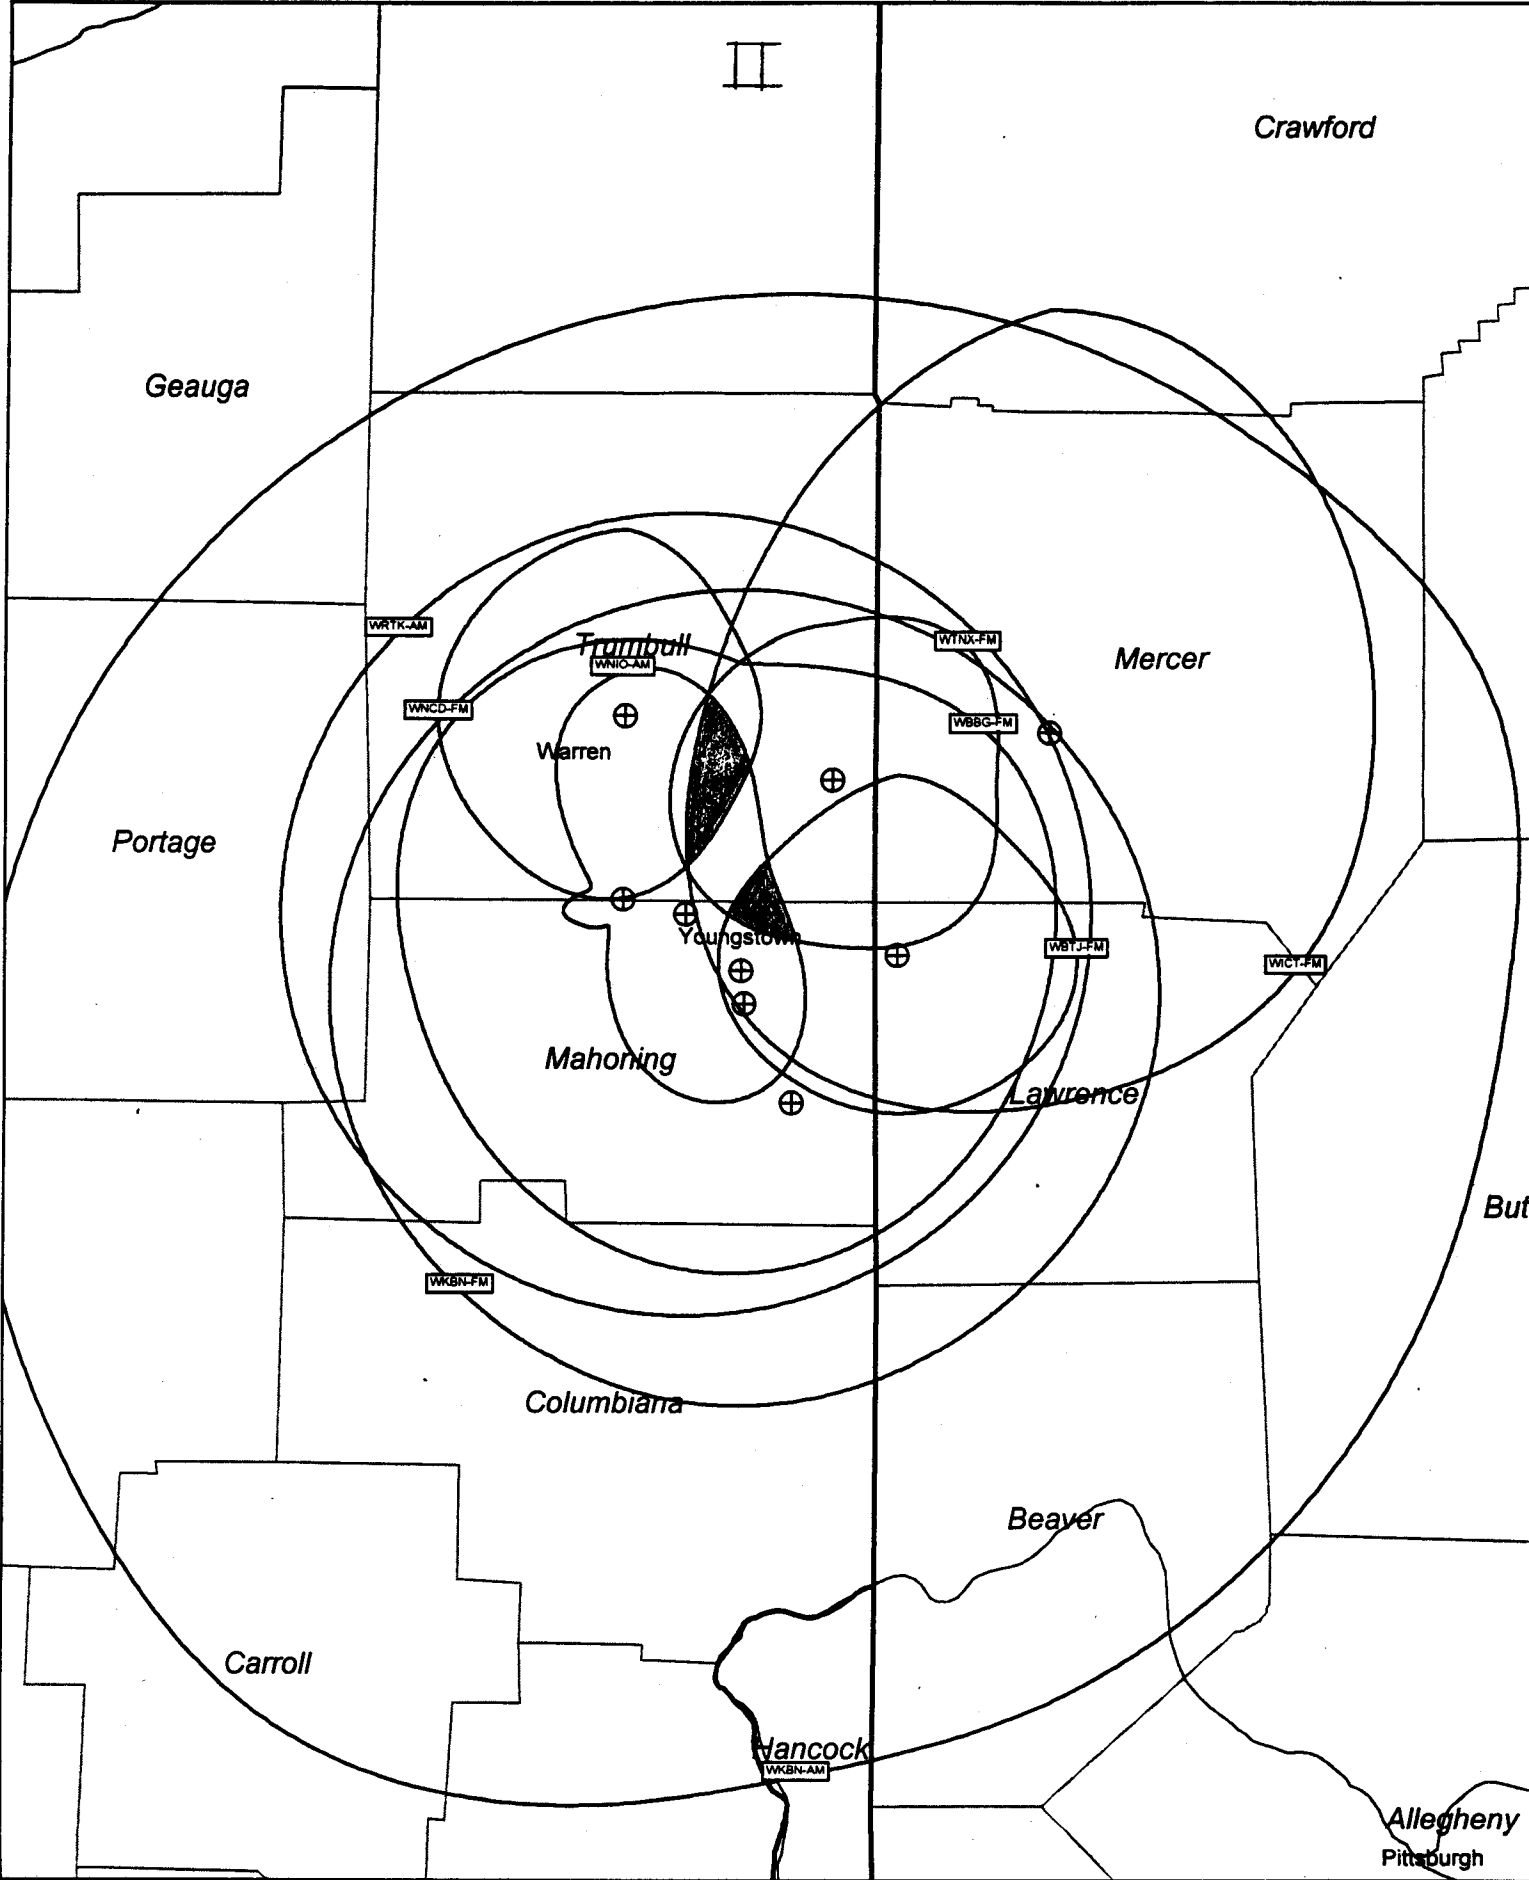 II
Crawford
Geauga
WRTK-AM
Trumbull
WTNX-FM
Mercer
WNIO-AM
WNCD-FM
WBBG-FM
Warren
Portage
Youngstown
WBTJ-FM
WICT-FM
Mahoning
Lawrence
But
WKBN-FM
Columbiana
Beaver
Carroll
Hancock
WKBN-AM
Allegheny
Pittsburgh